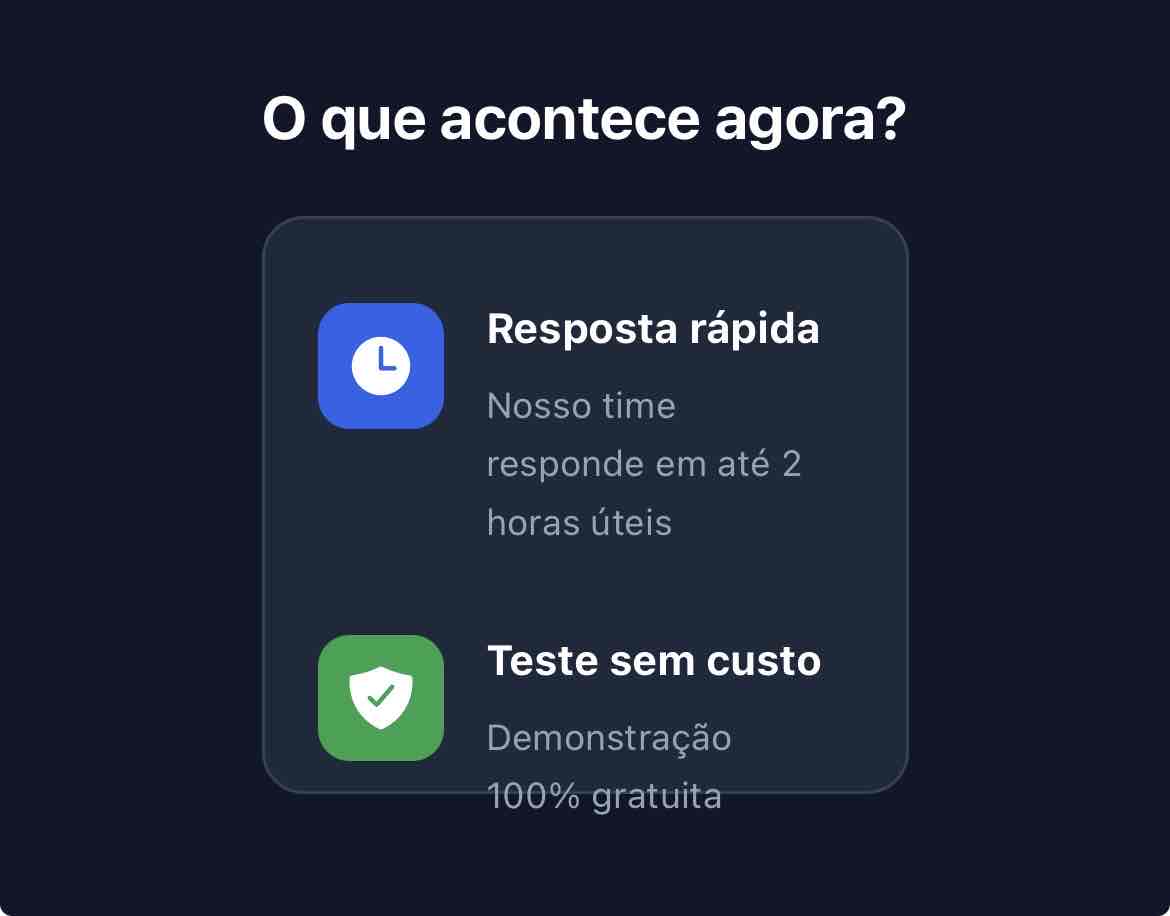 O que acontece agora?
Resposta rápida
Nosso time
responde em até 2
horas úteis
Teste sem custo
Demonstração
100% gratuita